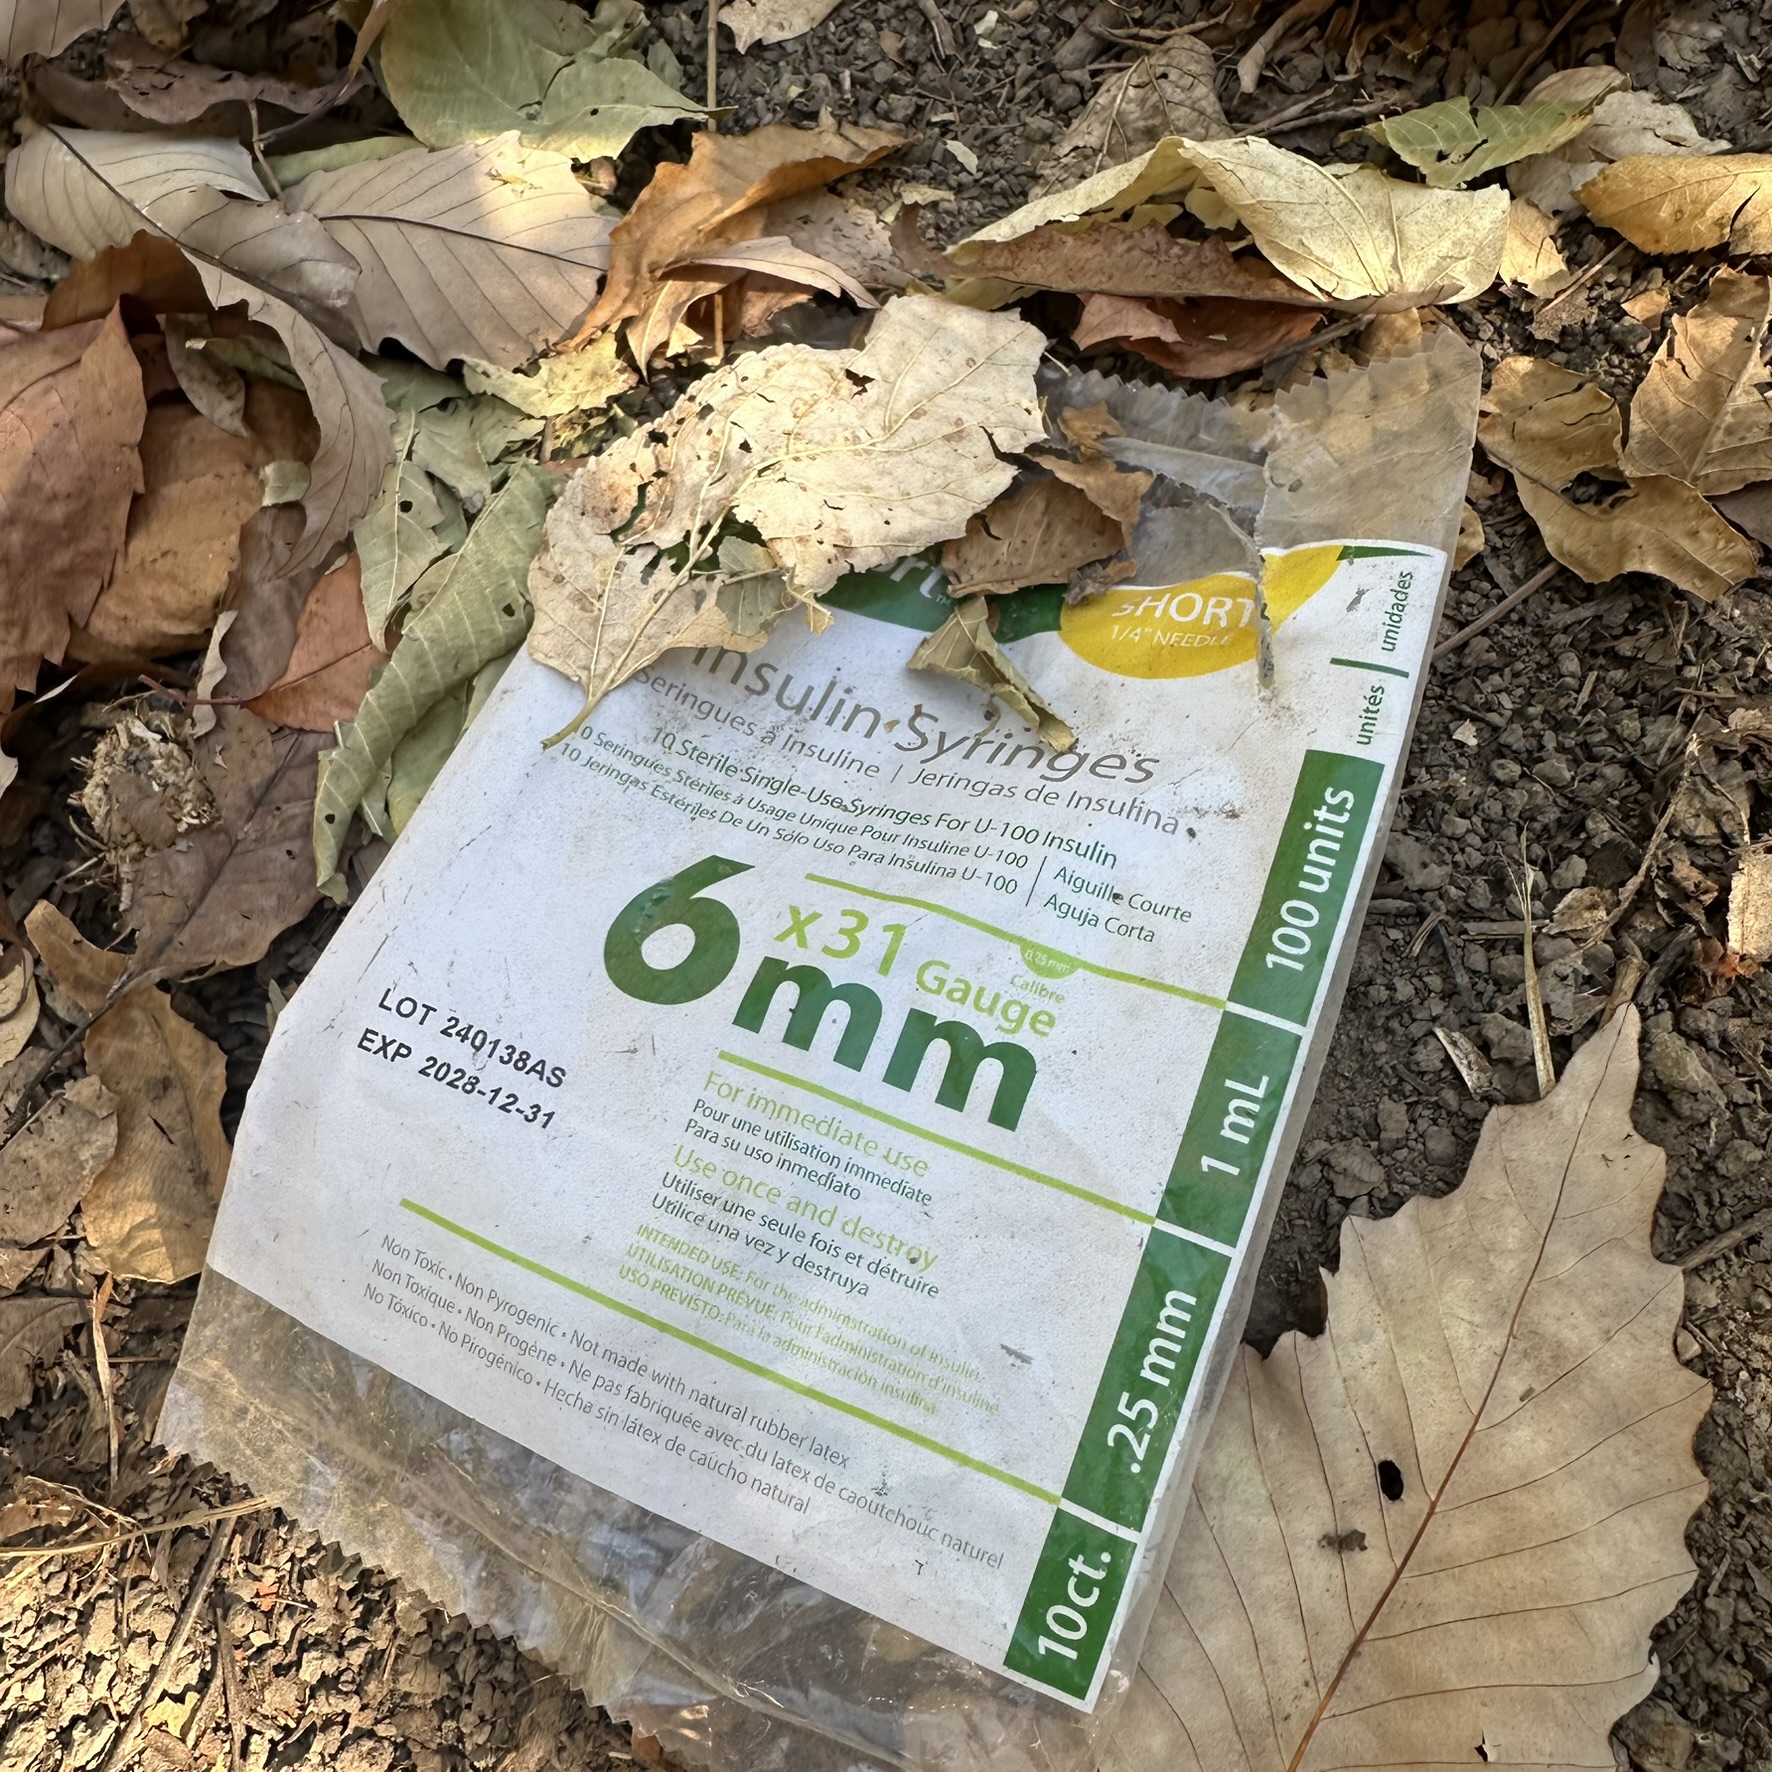 SHORT
1/4" NEEDLE
unités | unidades
Insulin Syringes
Seringues à Insuline | Jeringas de Insulina
10 Sterile Single-Use Syringes For U-100 Insulin
0 Seringues Stériles à Usage Unique Pour Insuline U-100
10 Jeringas Estériles De Un Sólo Uso Para Insulina U-100
Aiguille Courte
Aguja Corta
6mm
x31 Gauge
0.25 mm
Calibre
LOT 240138AS
EXP 2028-12-31
For immediate use
Pour une utilisation immédiate
Para su uso inmediato
Use once and destroy
Utiliser une seule fois et détruire
Utilice una vez y destruya
INTENDED USE: For the administration of insulin.
UTILISATION PRÉVUE: Pour l'administration d'insuline
USO PREVISTO: Para la administración insulina
Non Toxic • Non Pyrogenic • Not made with natural rubber latex
Non Toxique • Non Progène • Ne pas fabriquée avec du latex de caoutchouc naturel
No Tóxico • No Pirogénico • Hecha sin látex de caucho natural
100 units
1 mL
.25 mm
10ct.